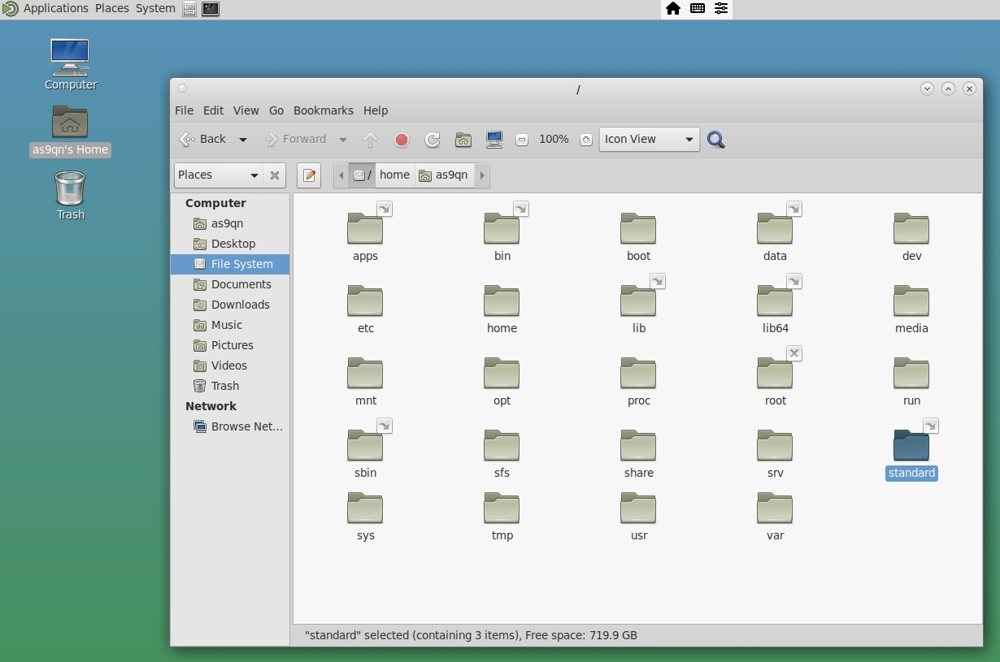 Applications Places System
Computer
as9qn's Home
Trash
/
File Edit View Go Bookmarks Help
Back Forward 100% Icon View
Places / home as9qn
Computer
as9qn
Desktop
File System
Documents
Downloads
Music
Pictures
Videos
Trash
Network
Browse Net...
apps bin boot data dev
etc home lib lib64 media
mnt opt proc root run
sbin sfs share srv standard
sys tmp usr var
"standard" selected (containing 3 items), Free space: 719.9 GB